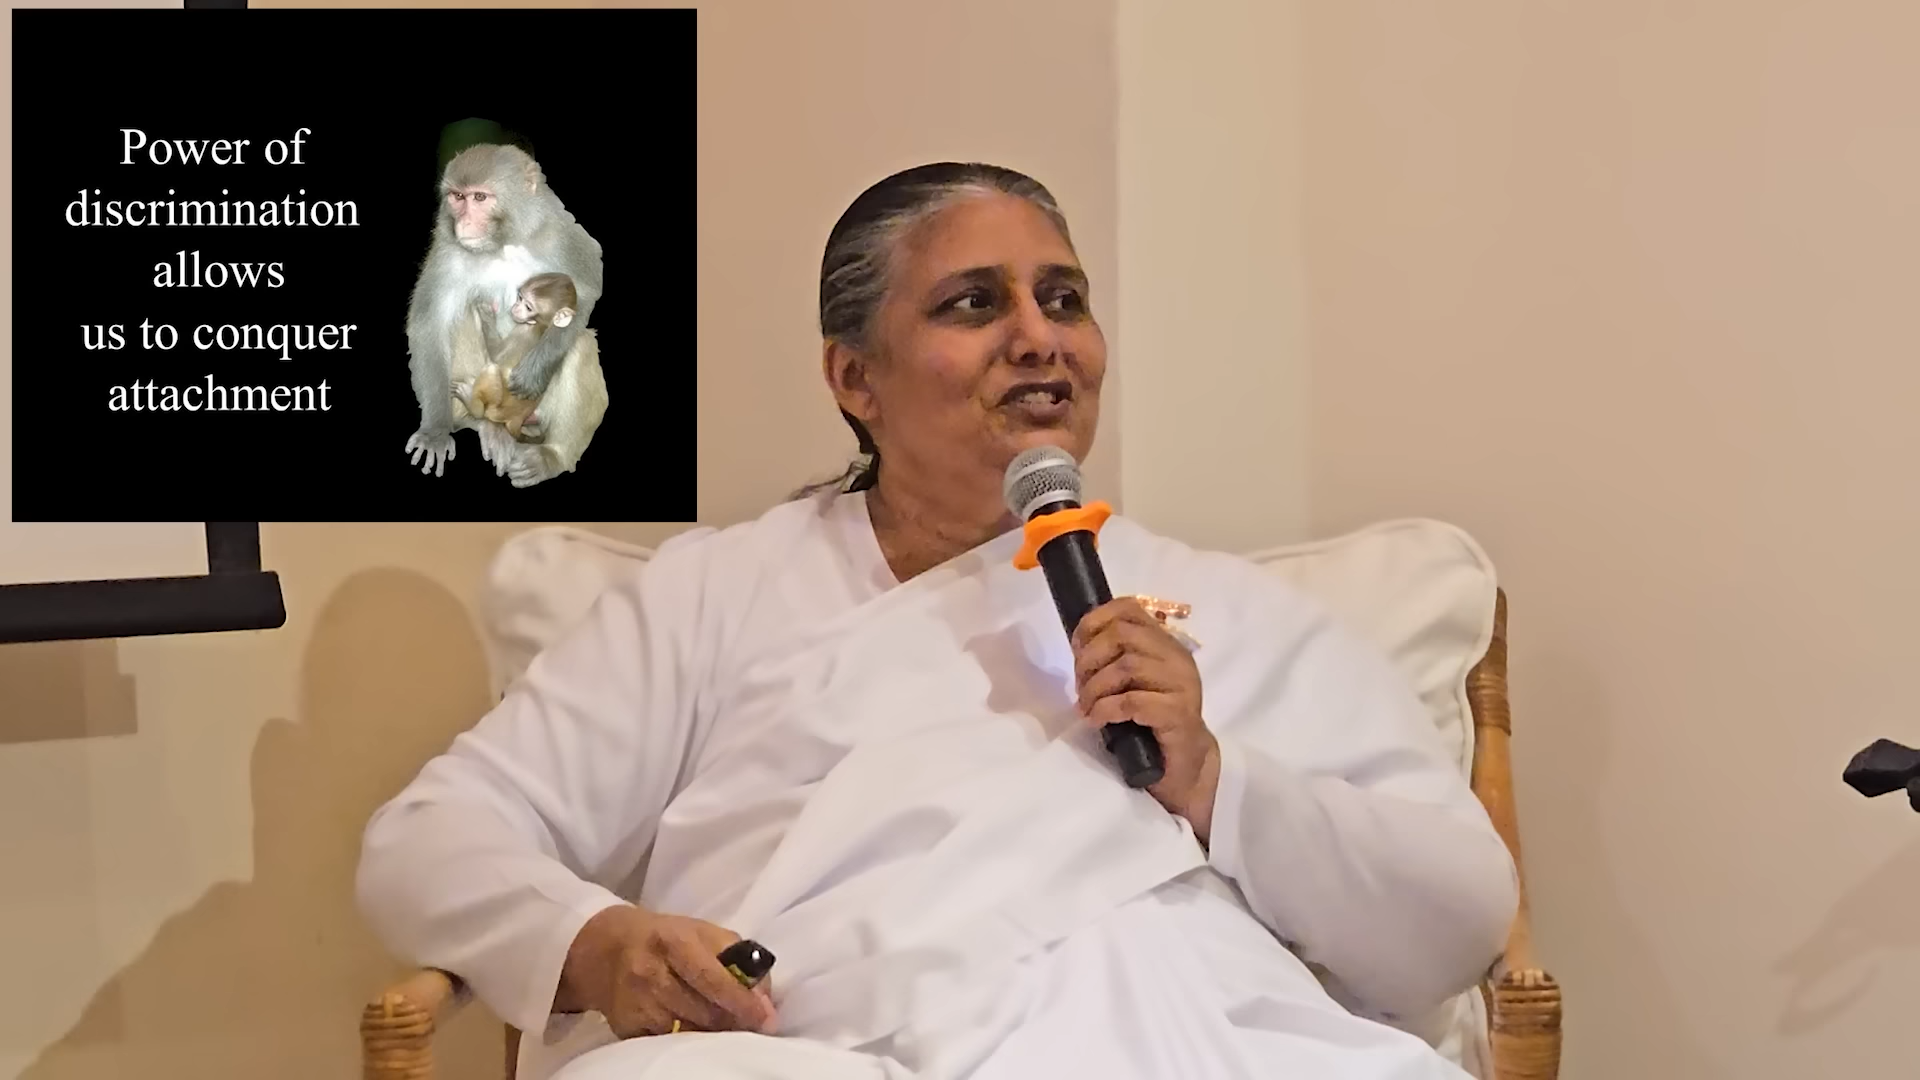 Power of
discrimination
allows
us to conquer
attachment